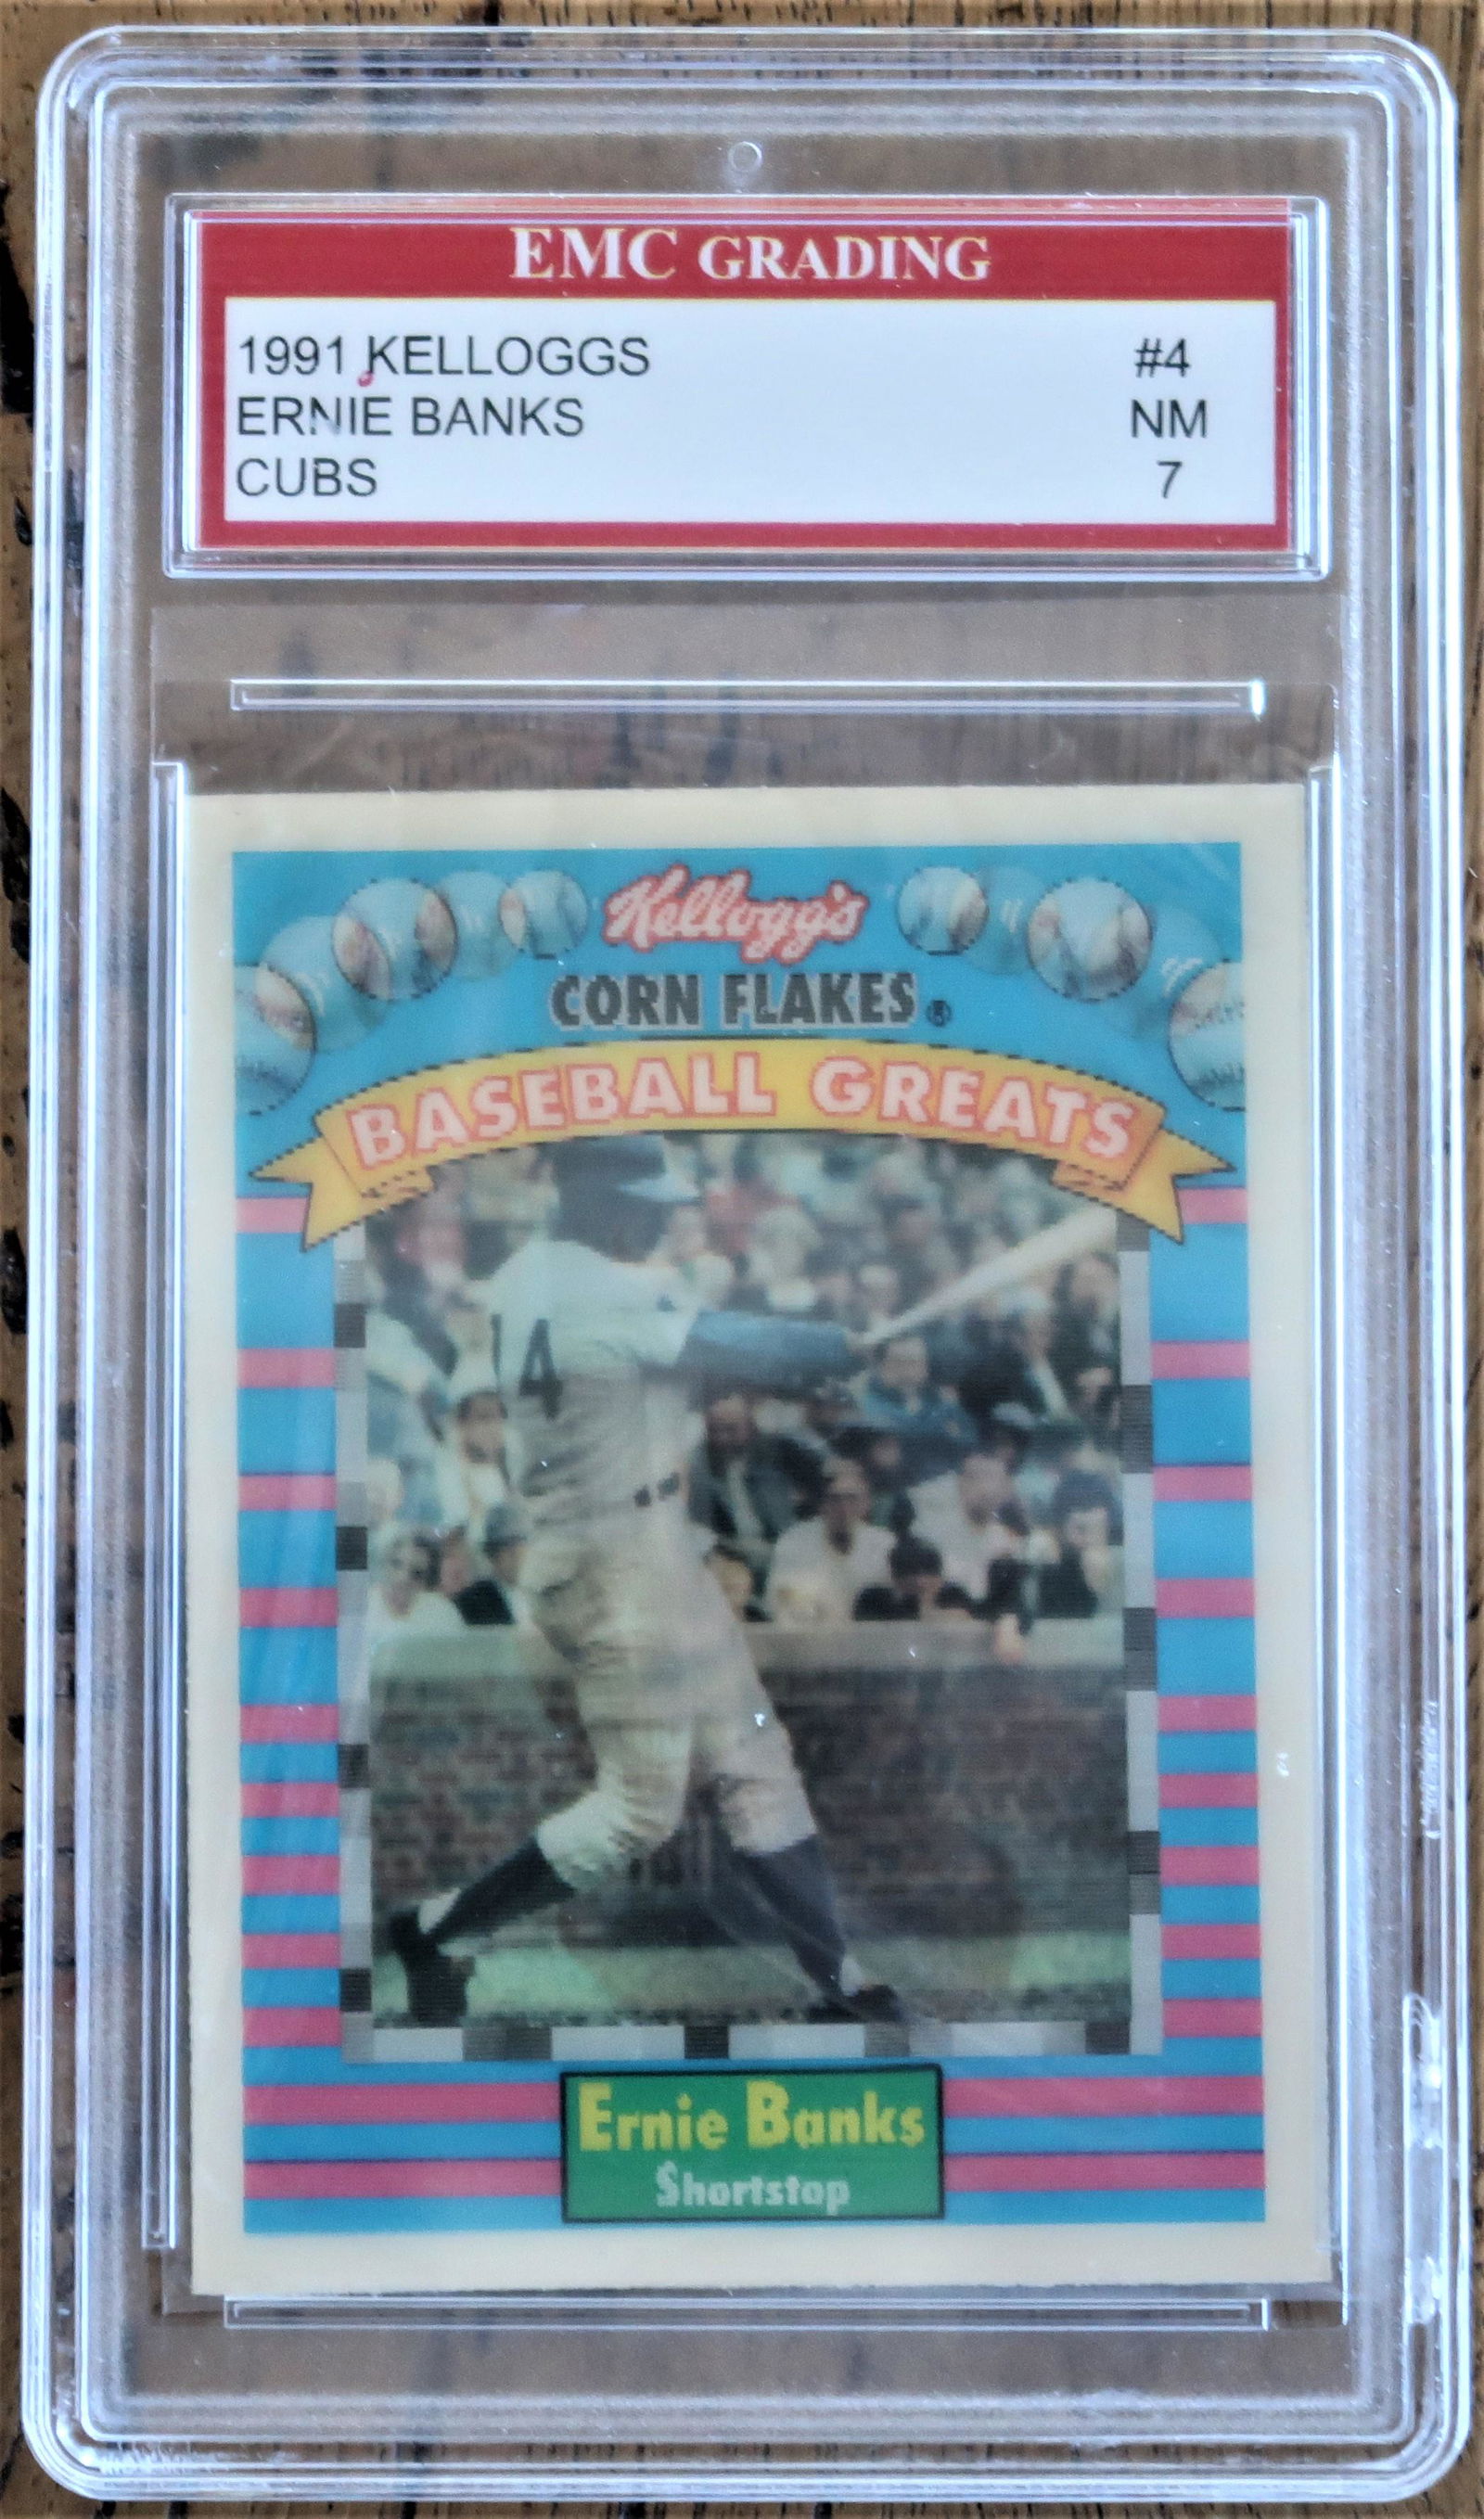 EMC GRADING
1991 KELLOGGS #4
ERNIE BANKS NM
CUBS 7
Kellogg's
CORN FLAKES®
BASEBALL GREATS
14
Ernie Banks
Shortstop